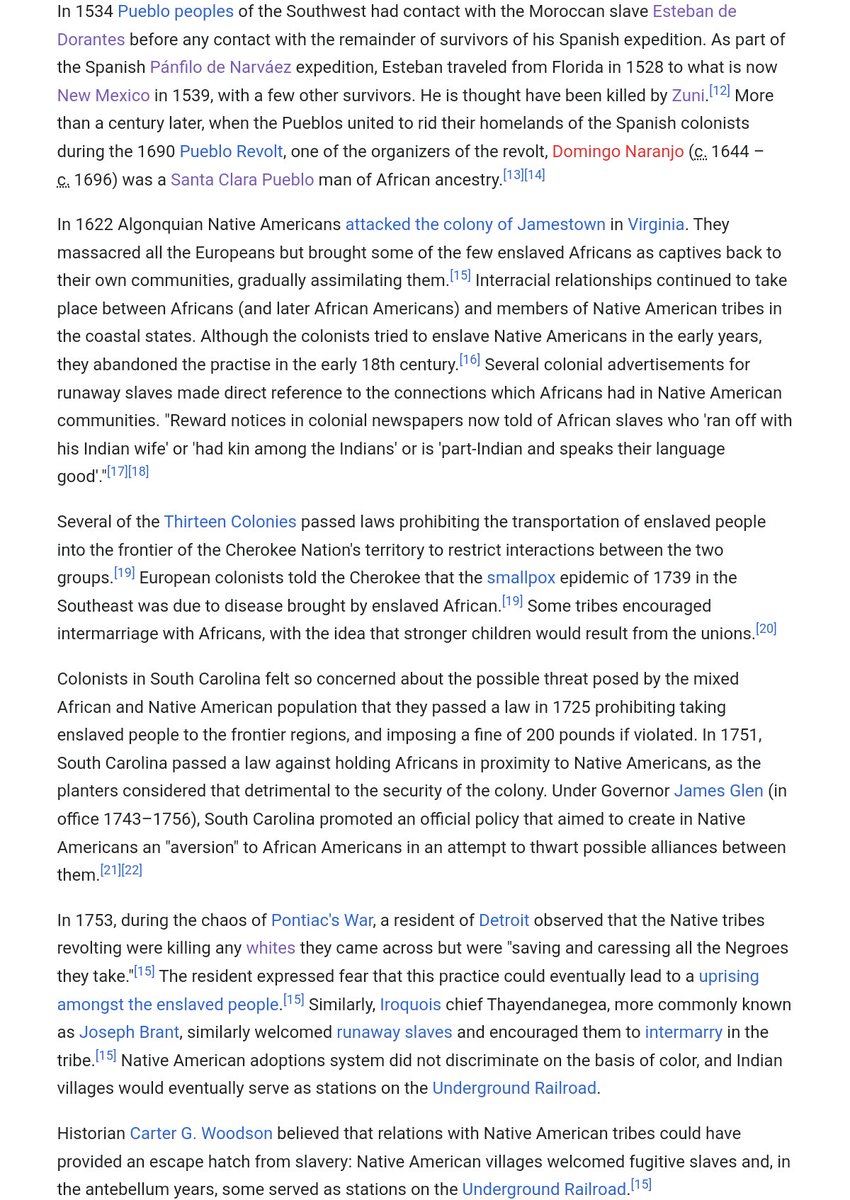 In 1534 Pueblo peoples of the Southwest had contact with the Moroccan slave Esteban de
Dorantes before any contact with the remainder of survivors of his Spanish expedition. As part of
the Spanish Pánfilo de Narváez expedition, Esteban traveled from Florida in 1528 to what is now
New Mexico in 1539, with a few other survivors. He is thought have been killed by Zuni.[12] More
than a century later, when the Pueblos united to rid their homelands of the Spanish colonists
during the 1690 Pueblo Revolt, one of the organizers of the revolt, Domingo Naranjo (c. 1644 –
c. 1696) was a Santa Clara Pueblo man of African ancestry.[13][14]
In 1622 Algonquian Native Americans attacked the colony of Jamestown in Virginia. They
massacred all the Europeans but brought some of the few enslaved Africans as captives back to
their own communities, gradually assimilating them.[15] Interracial relationships continued to take
place between Africans (and later African Americans) and members of Native American tribes in
the coastal states. Although the colonists tried to enslave Native Americans in the early years,
they abandoned the practise in the early 18th century.[16] Several colonial advertisements for
runaway slaves made direct reference to the connections which Africans had in Native American
communities. "Reward notices in colonial newspapers now told of African slaves who 'ran off with
his Indian wife' or 'had kin among the Indians' or is 'part-Indian and speaks their language
good'."[17][18]
Several of the Thirteen Colonies passed laws prohibiting the transportation of enslaved people
into the frontier of the Cherokee Nation's territory to restrict interactions between the two
groups.[19] European colonists told the Cherokee that the smallpox epidemic of 1739 in the
Southeast was due to disease brought by enslaved African.[19] Some tribes encouraged
intermarriage with Africans, with the idea that stronger children would result from the unions.[20]
Colonists in South Carolina felt so concerned about the possible threat posed by the mixed
African and Native American population that they passed a law in 1725 prohibiting taking
enslaved people to the frontier regions, and imposing a fine of 200 pounds if violated. In 1751,
South Carolina passed a law against holding Africans in proximity to Native Americans, as the
planters considered that detrimental to the security of the colony. Under Governor James Glen (in
office 1743–1756), South Carolina promoted an official policy that aimed to create in Native
Americans an "aversion" to African Americans in an attempt to thwart possible alliances between
them.[21][22]
In 1753, during the chaos of Pontiac's War, a resident of Detroit observed that the Native tribes
revolting were killing any whites they came across but were "saving and caressing all the Negroes
they take."[15] The resident expressed fear that this practice could eventually lead to a uprising
amongst the enslaved people.[15] Similarly, Iroquois chief Thayendanegea, more commonly known
as Joseph Brant, similarly welcomed runaway slaves and encouraged them to intermarry in the
tribe.[15] Native American adoptions system did not discriminate on the basis of color, and Indian
villages would eventually serve as stations on the Underground Railroad.
Historian Carter G. Woodson believed that relations with Native American tribes could have
provided an escape hatch from slavery: Native American villages welcomed fugitive slaves and, in
the antebellum years, some served as stations on the Underground Railroad.[15]